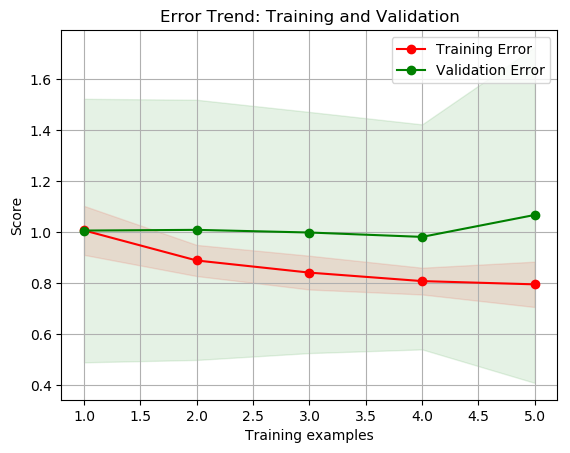 Error Trend: Training and Validation
Training Error
Validation Error
1.6
1.4
1.2
1.0
0.8
0.6
0.4
Score
1.0 1.5 2.0 2.5 3.0 3.5 4.0 4.5 5.0
Training examples